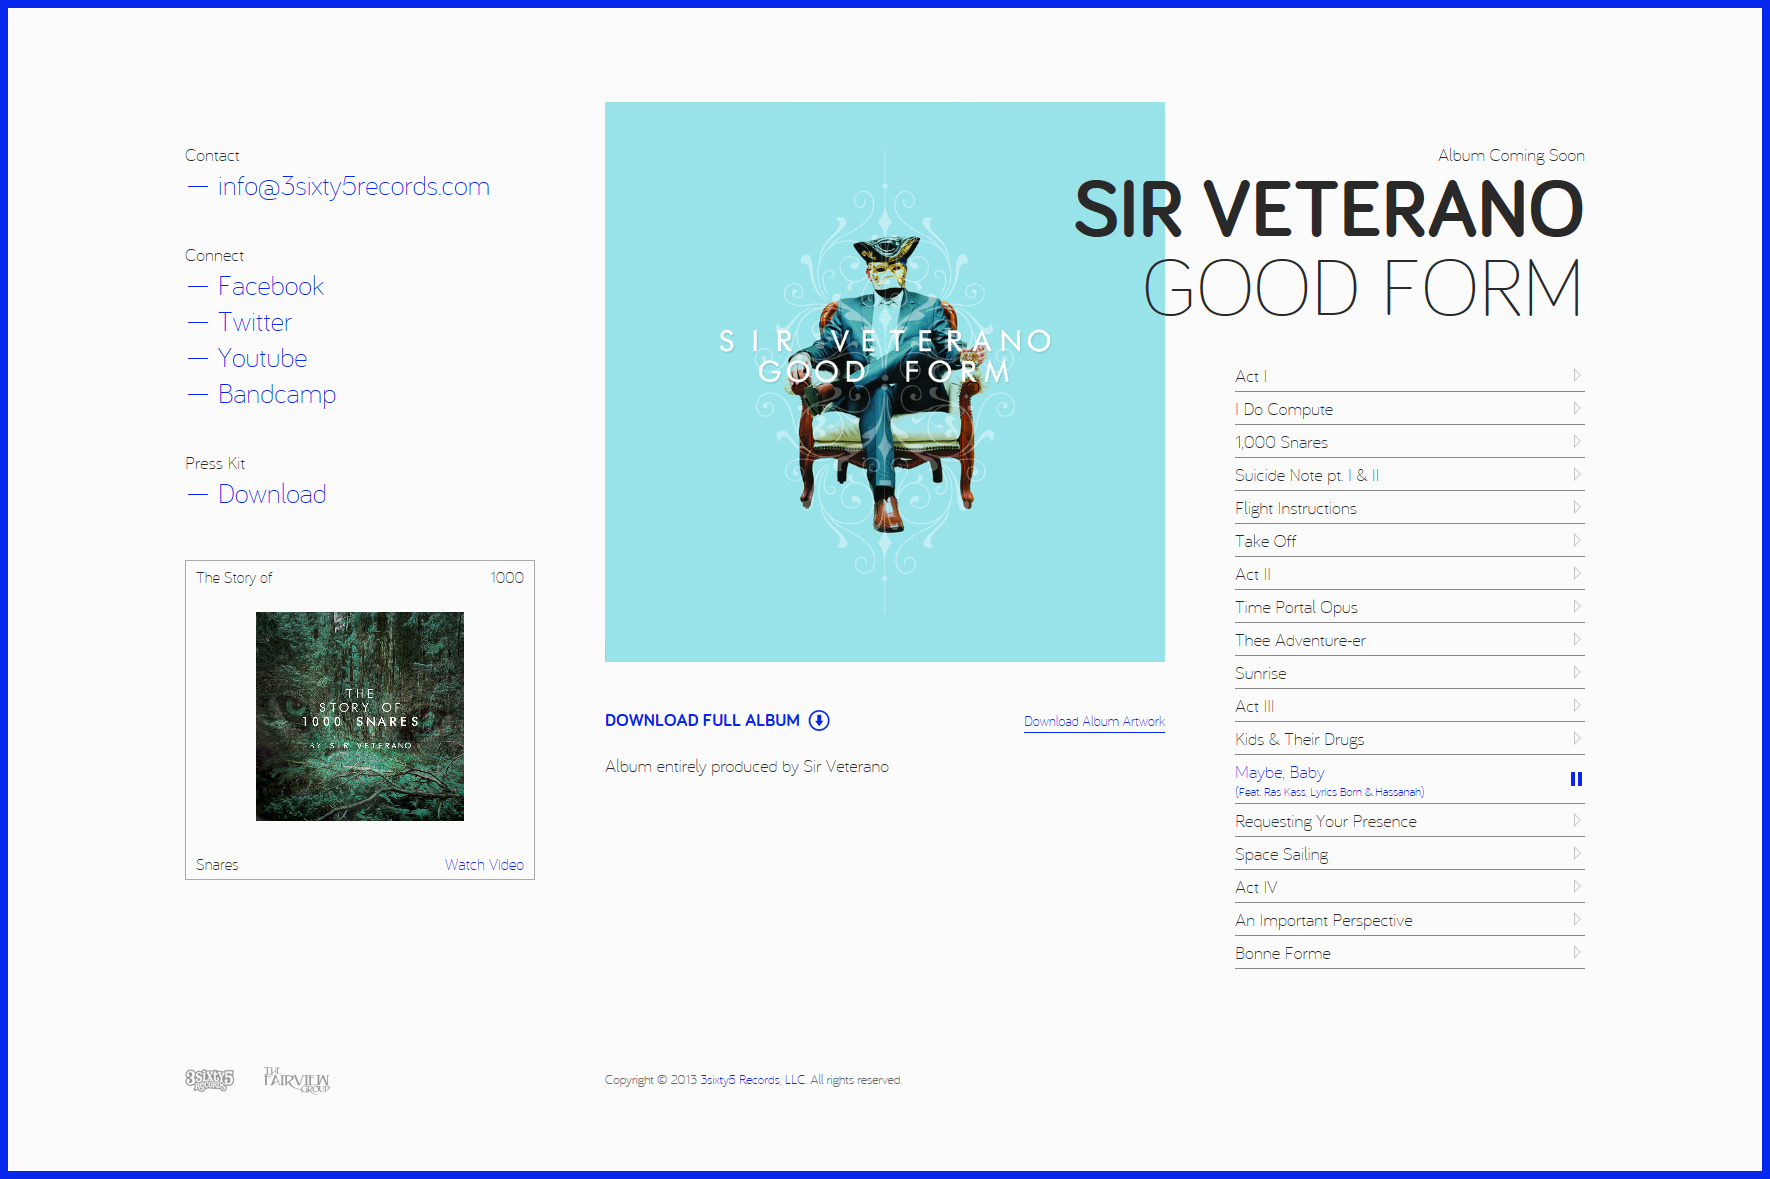 Contact
— info@3sixty5records.com
Connect
— Facebook
— Twitter
— Youtube
— Bandcamp
Press Kit
— Download
The Story of 1000
THE
STORY OF
1000 SNARES
BY SIR VETERANO
Snares Watch Video
SIR VETERANO
GOOD FORM
DOWNLOAD FULL ALBUM
Download Album Artwork
Album entirely produced by Sir Veterano
Album Coming Soon
SIR VETERANO
GOOD FORM
Act I
I Do Compute
1,000 Snares
Suicide Note pt. I & II
Flight Instructions
Take Off
Act II
Time Portal Opus
Thee Adventure-er
Sunrise
Act III
Kids & Their Drugs
Maybe, Baby
(Feat. Ras Kass, Lyrics Born & Hassanah)
Requesting Your Presence
Space Sailing
Act IV
An Important Perspective
Bonne Forme
3sixty5
RECORDS
THE
FAIRVIEW
GROUP
Copyright © 2013 3sixty5 Records, LLC. All rights reserved.